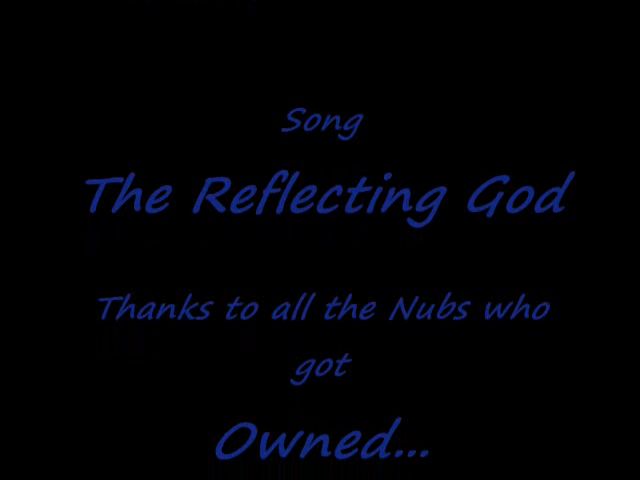 Song
The Reflecting God
Thanks to all the Nubs who
got
Owned...